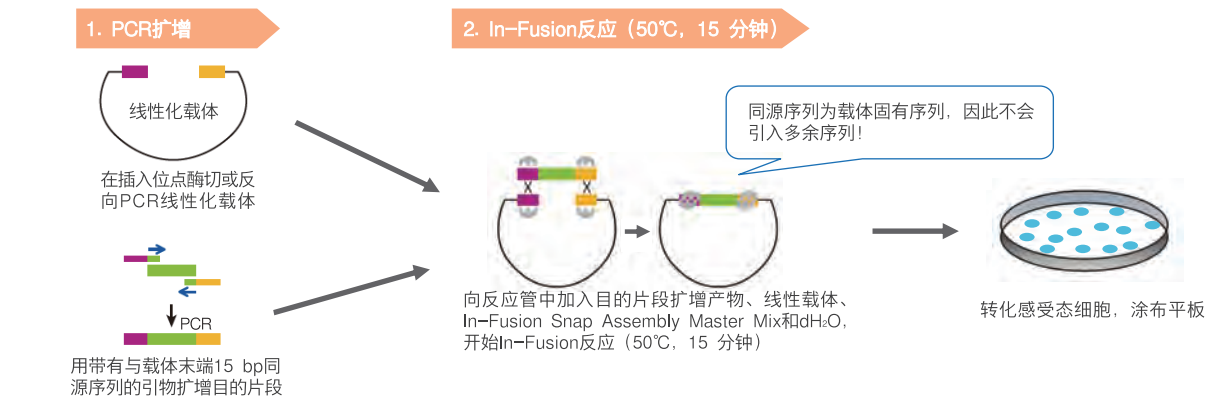 1. PCR扩增
线性化载体
在插入位点酶切或反
向PCR线性化载体
PCR
用带有与载体末端15 bp同
源序列的引物扩增目的片段
2. In-Fusion反应（50℃，15 分钟）
同源序列为载体固有序列，因此不会
引入多余序列！
向反应管中加入目的片段扩增产物、线性载体、
In-Fusion Snap Assembly Master Mix和dH₂O，
开始In-Fusion反应（50℃，15 分钟）
转化感受态细胞，涂布平板